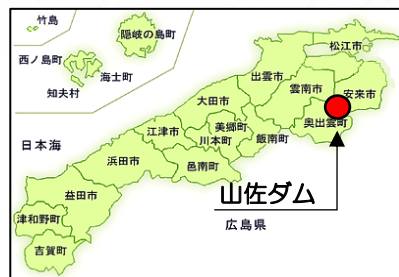 竹島
隠岐の島町
西ノ島町
海士町
知夫村
松江市
出雲市
雲南市
安来市
大田市
奥出雲町
美郷町
飯南町
川本町
江津市
日本海
邑南町
浜田市
益田市
山佐ダム
津和野町
広島県
吉賀町